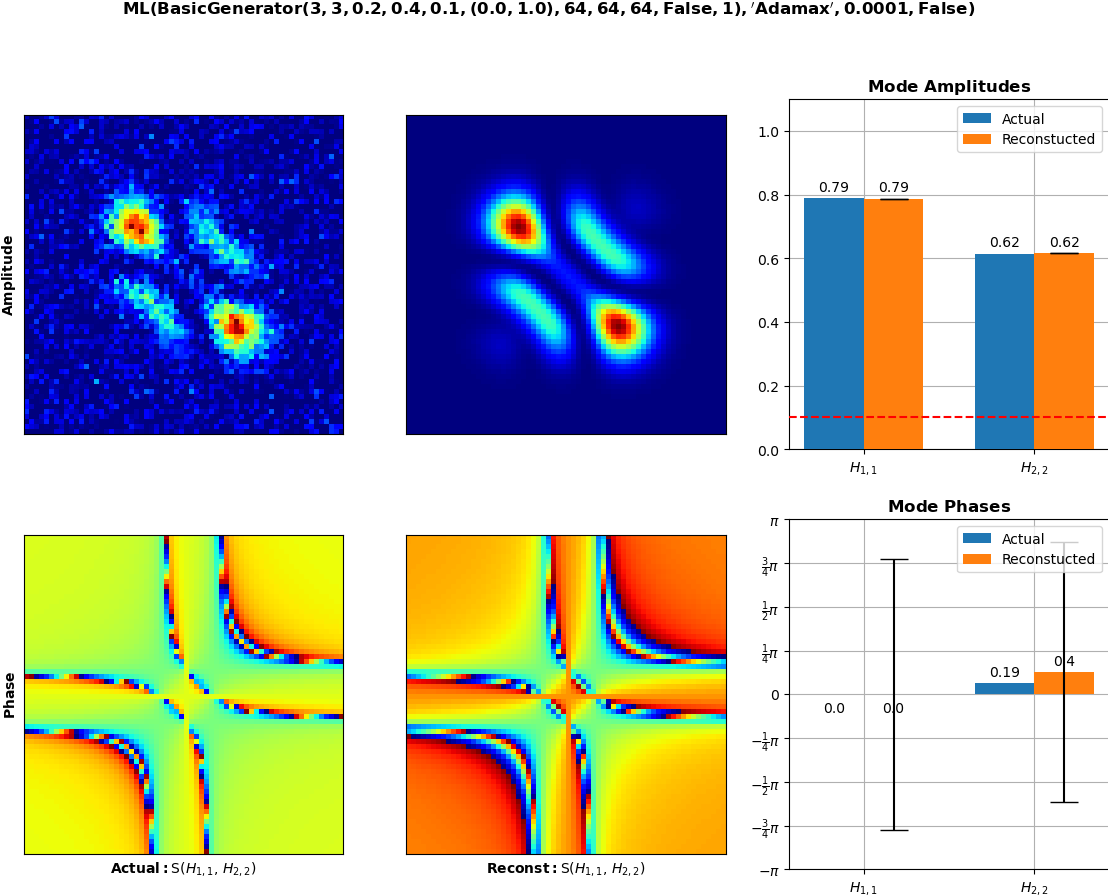 ML(BasicGenerator(3, 3, 0.2, 0.4, 0.1, (0.0, 1.0), 64, 64, 64, False, 1), ′Adamax′, 0.0001, False)
Amplitude
Mode Amplitudes
Actual
Reconstucted
1.0
0.8
0.6
0.4
0.2
0.0
0.79
0.79
0.62
0.62
H1, 1
H2, 2
Phase
Actual: S(H1, 1, H2, 2)
Reconst: S(H1, 1, H2, 2)
Mode Phases
Actual
Reconstucted
π
3/4π
1/2π
1/4π
0
−1/4π
−1/2π
−3/4π
−π
0.0
0.0
0.19
0.4
H1, 1
H2, 2